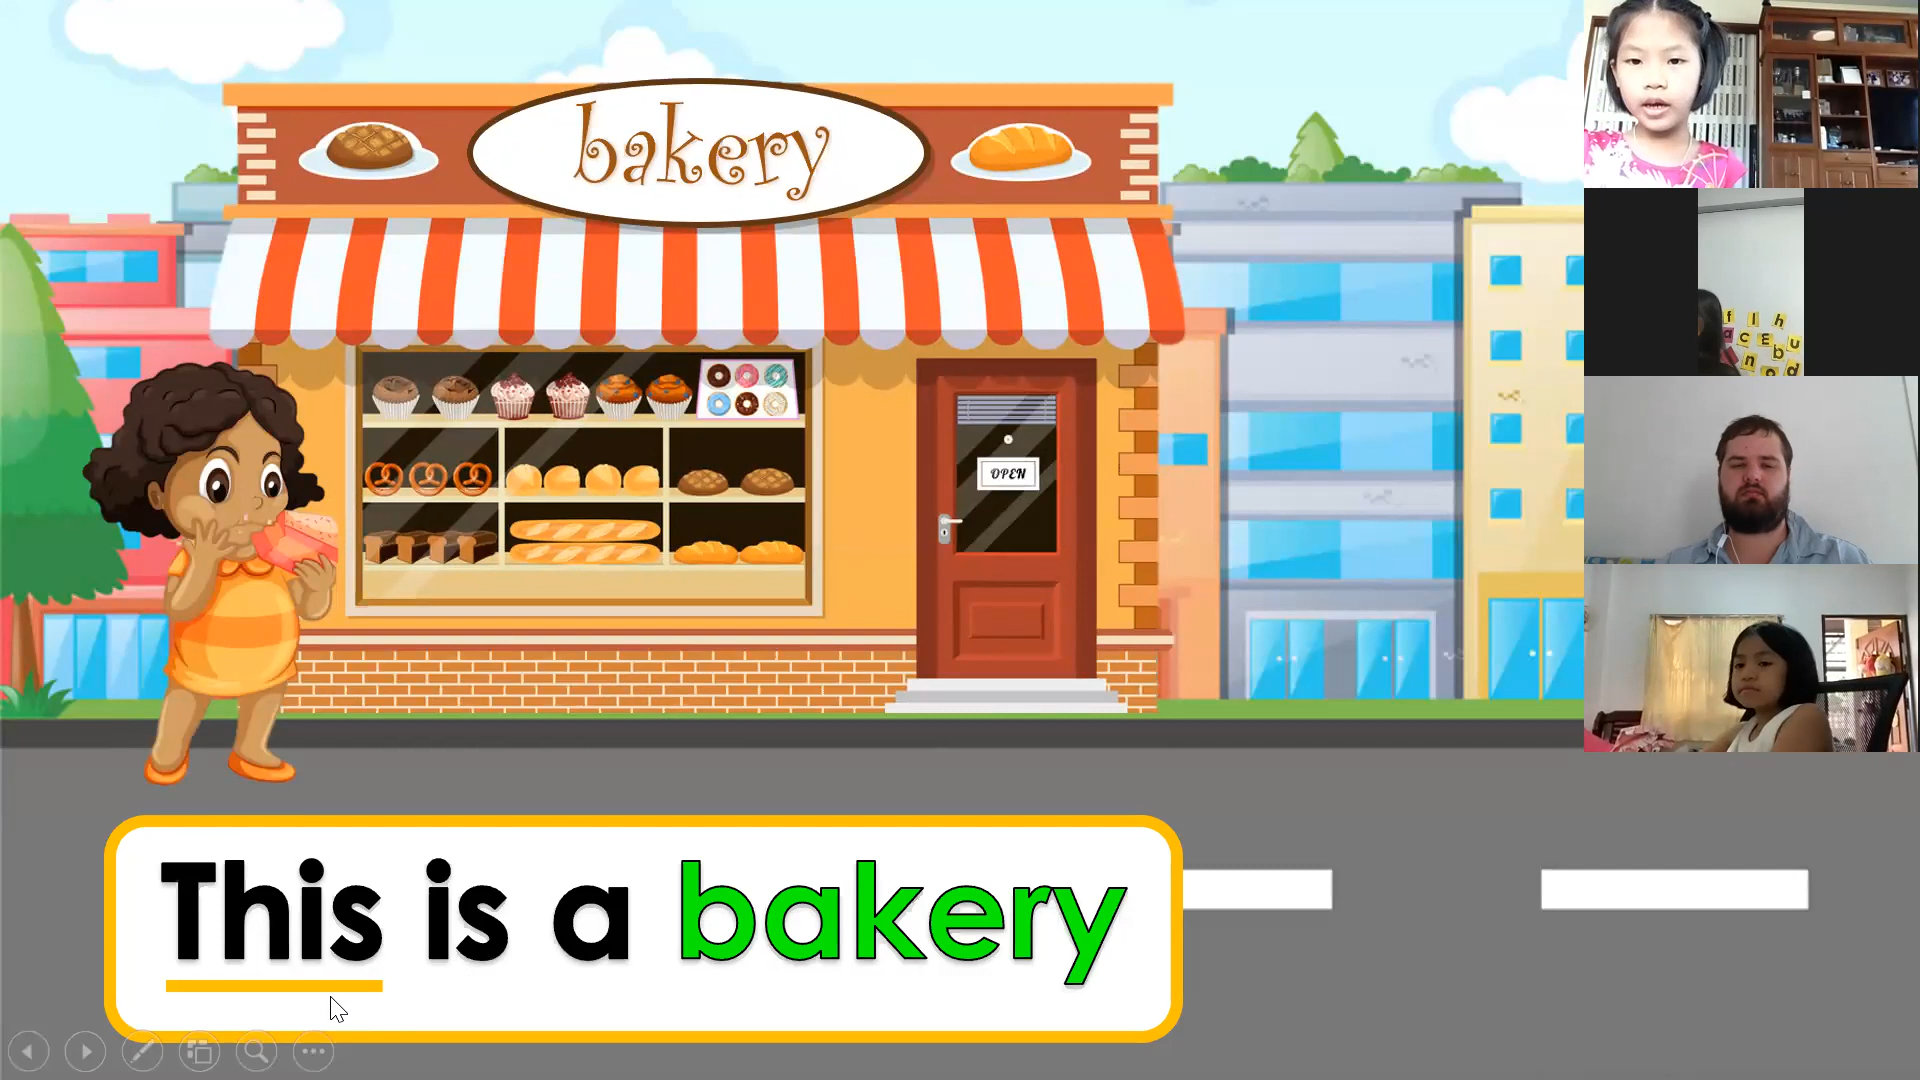 bakery
OPEN
This is a bakery
f l h
a c E u
b
n o d